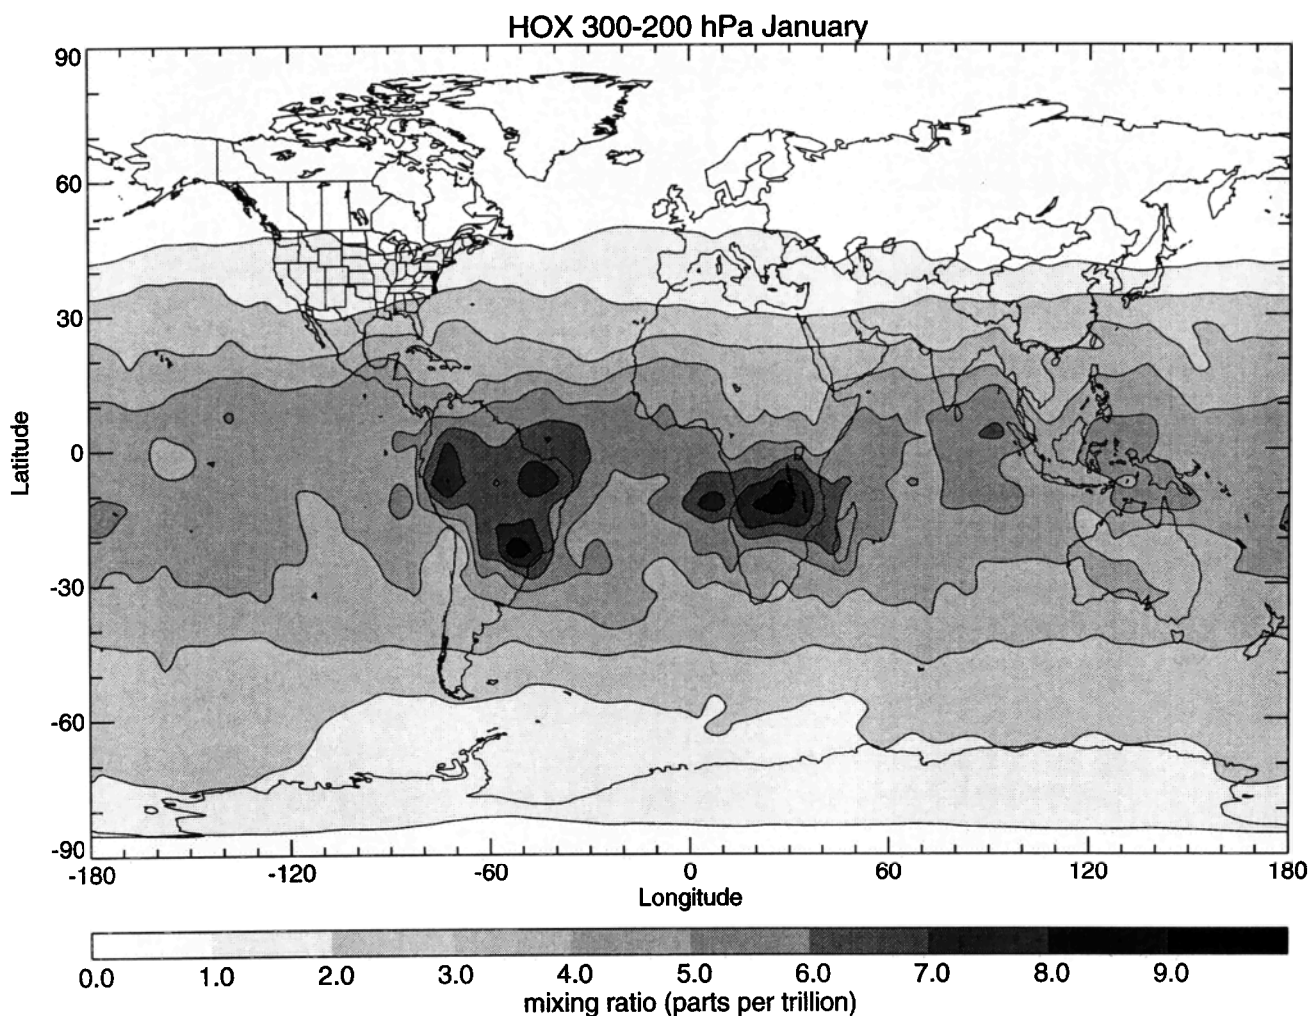 HOX 300-200 hPa January
90
60
30
0
-30
-60
-90
Latitude
-180 -120 -60 0 60 120 180
Longitude
0.0 1.0 2.0 3.0 4.0 5.0 6.0 7.0 8.0 9.0
mixing ratio (parts per trillion)